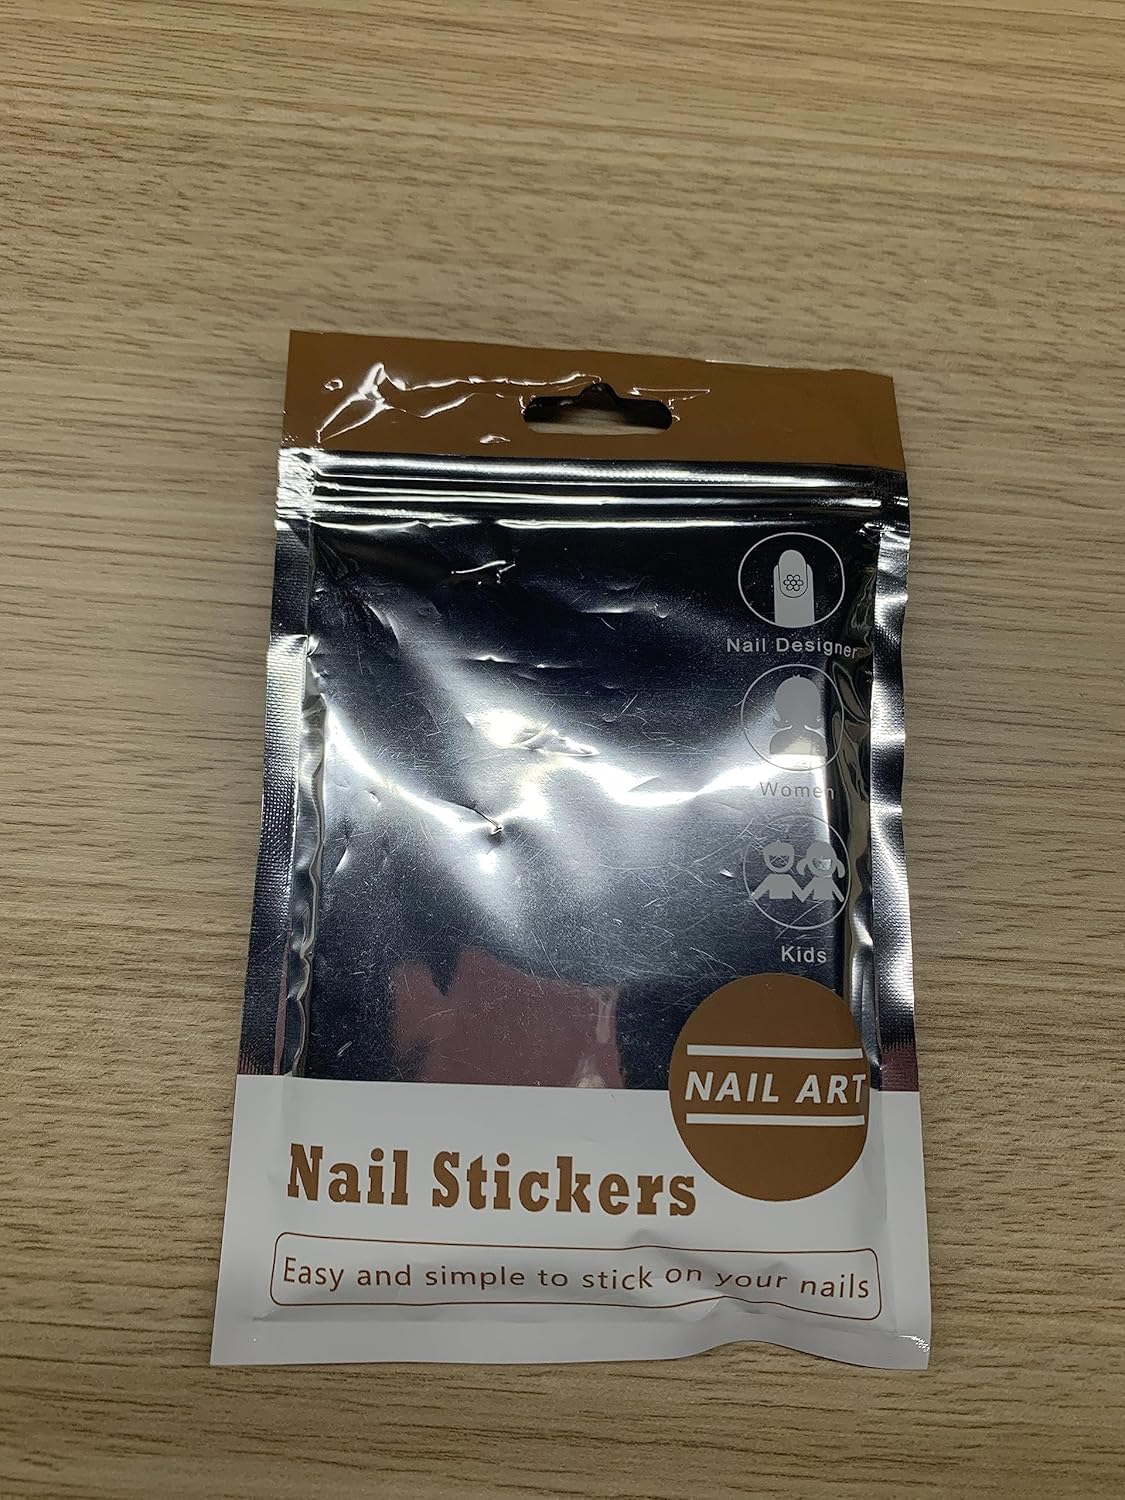 Nail Designer
Women
Kids
NAIL ART
Nail Stickers
Easy and simple to stick on your nails